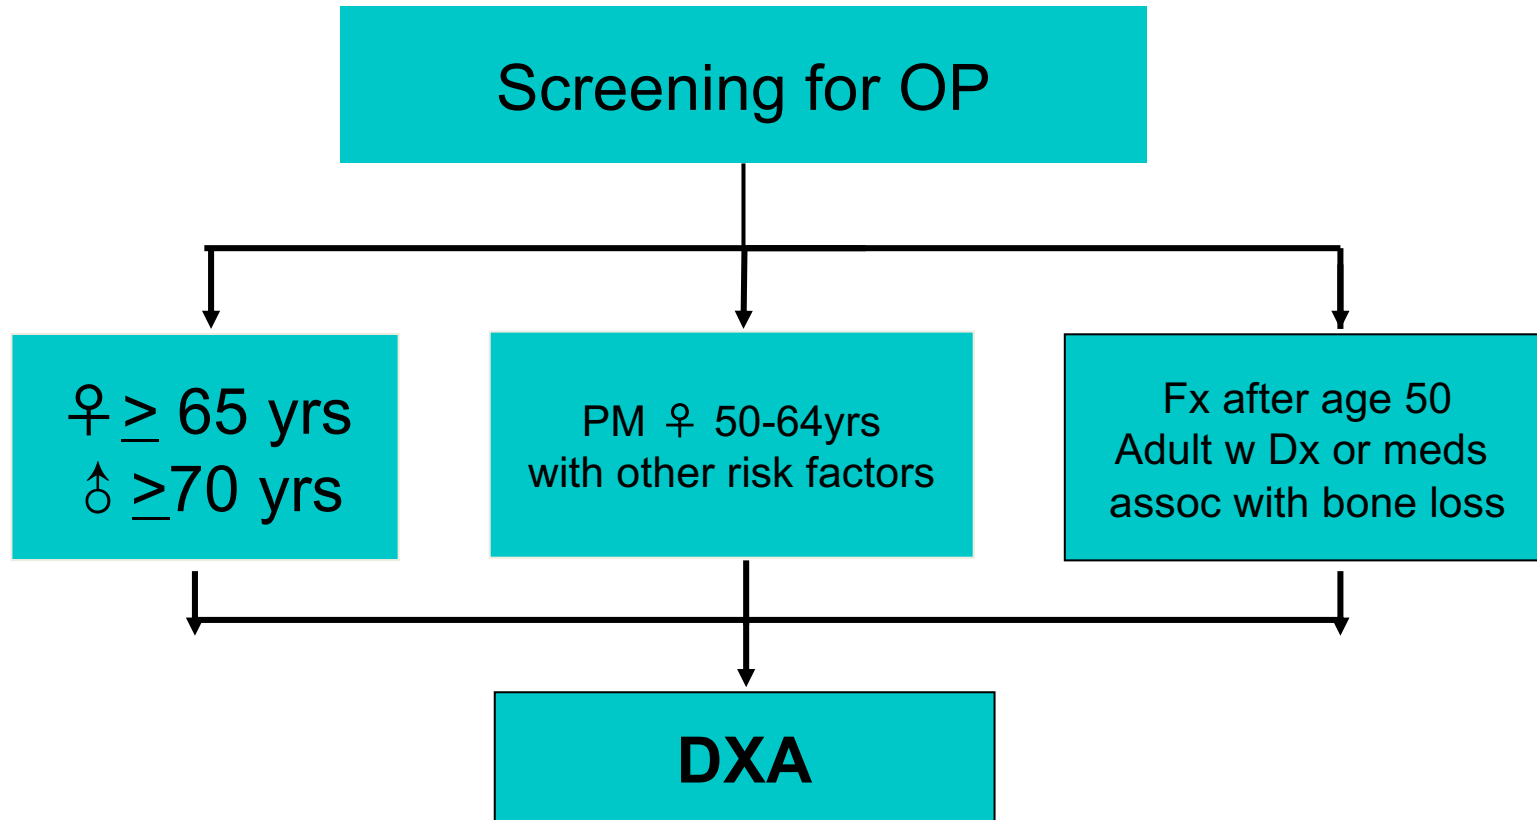 Screening for OP
♀≥ 65 yrs
♂ ≥70 yrs
PM ♀ 50-64yrs
with other risk factors
Fx after age 50
Adult w Dx or meds
assoc with bone loss
DXA